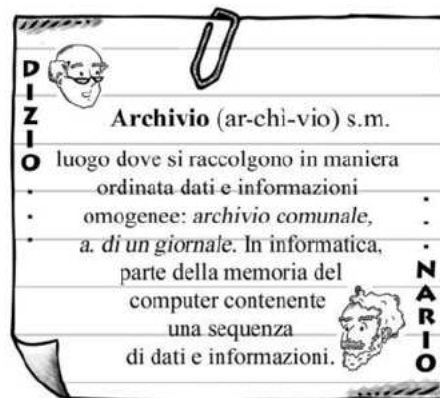 DIZIO...
Archivio (ar-chì-vio) s.m.
luogo dove si raccolgono in maniera
ordinata dati e informazioni
omogenee: archivio comunale,
a. di un giornale. In informatica,
parte della memoria del
computer contenente
una sequenza
di dati e informazioni.
...NARIO